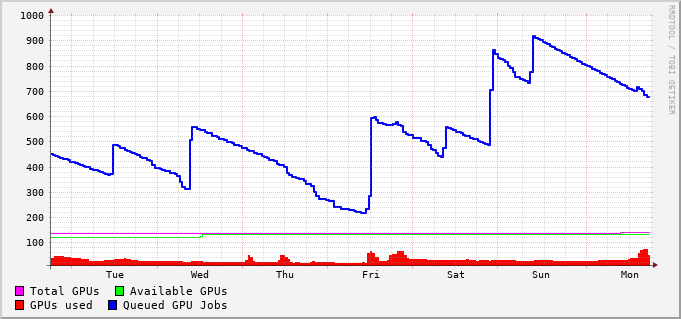 1000
900
800
700
600
500
400
300
200
100
Tue Wed Thu Fri Sat Sun Mon
Total GPUs Available GPUs
GPUs used Queued GPU Jobs
RRDTOOL / TOBI OETIKER